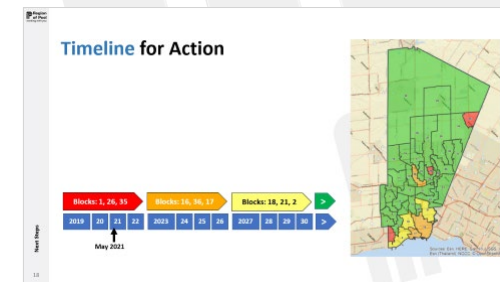 Region
of Peel
Timeline for Action
Blocks: 1, 26, 35
Blocks: 16, 36, 17
Blocks: 18, 21, 2
>
2019 20 21 22 2023 24 25 26 2027 28 29 30 >
May 2021
Next Steps